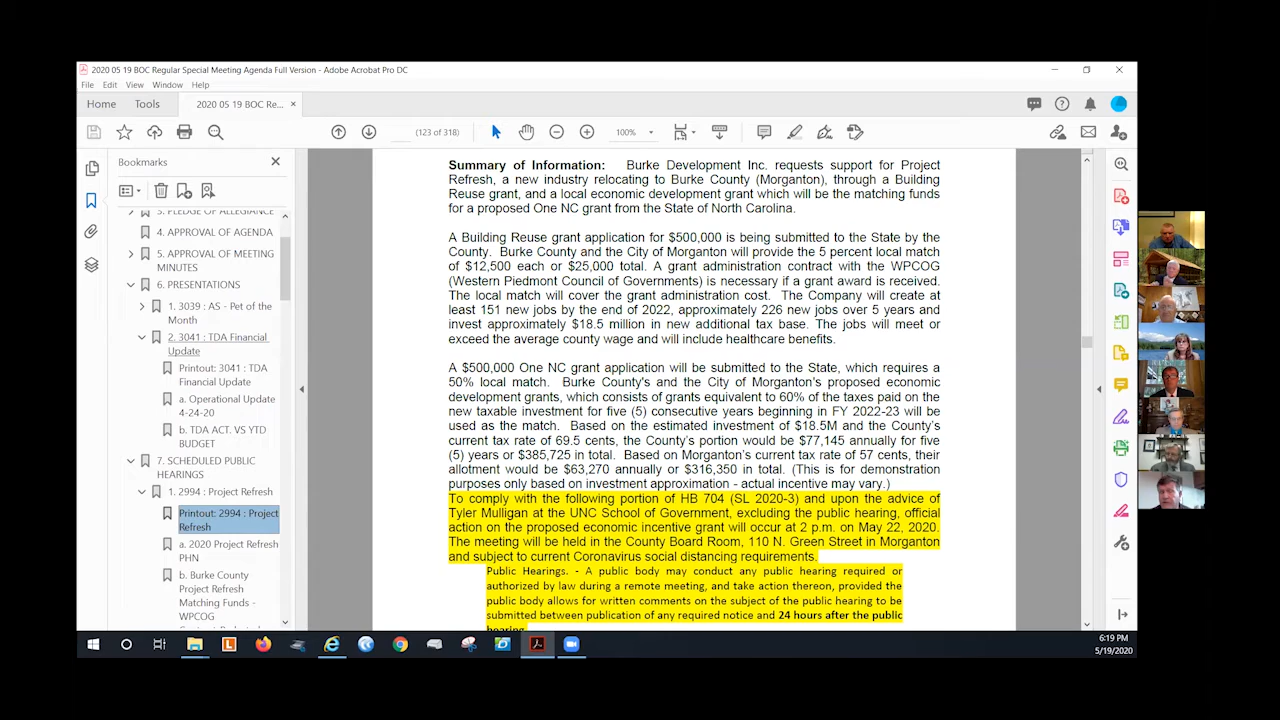 2020 05 19 BOC Regular Special Meeting Agenda Full Version - Adobe Acrobat Pro DC
File Edit View Window Help
Home Tools 2020 05 19 BOC Re... ×
(123 of 318) 100%
Bookmarks
3. PLEDGE OF ALLEGIANCE
4. APPROVAL OF AGENDA
5. APPROVAL OF MEETING
MINUTES
6. PRESENTATIONS
1. 3039 : AS - Pet of the
Month
2. 3041 : TDA Financial
Update
Printout: 3041 : TDA
Financial Update
a. Operational Update
4-24-20
b. TDA ACT. VS YTD
BUDGET
7. SCHEDULED PUBLIC
HEARINGS
1. 2994 : Project Refresh
Printout: 2994 : Project
Refresh
a. 2020 Project Refresh
PHN
b. Burke County
Project Refresh
Matching Funds -
WPCOG
Summary of Information: Burke Development Inc. requests support for Project
Refresh, a new industry relocating to Burke County (Morganton), through a Building
Reuse grant, and a local economic development grant which will be the matching funds
for a proposed One NC grant from the State of North Carolina.
A Building Reuse grant application for $500,000 is being submitted to the State by the
County. Burke County and the City of Morganton will provide the 5 percent local match
of $12,500 each or $25,000 total. A grant administration contract with the WPCOG
(Western Piedmont Council of Governments) is necessary if a grant award is received.
The local match will cover the grant administration cost. The Company will create at
least 151 new jobs by the end of 2022, approximately 226 new jobs over 5 years and
invest approximately $18.5 million in new additional tax base. The jobs will meet or
exceed the average county wage and will include healthcare benefits.
A $500,000 One NC grant application will be submitted to the State, which requires a
50% local match. Burke County's and the City of Morganton's proposed economic
development grants, which consists of grants equivalent to 60% of the taxes paid on
the new taxable investment for five (5) consecutive years beginning in FY 2022-23 will be
used as the match. Based on the estimated investment of $18.5M and the County's
current tax rate of 69.5 cents, the County's portion would be $77,145 annually for five
(5) years or $385,725 in total. Based on Morganton's current tax rate of 57 cents, their
allotment would be $63,270 annually or $316,350 in total. (This is for demonstration
purposes only based on investment approximation - actual incentive may vary.)
To comply with the following portion of HB 704 (SL 2020-3) and upon the advice of
Tyler Mulligan at the UNC School of Government, excluding the public hearing, official
action on the proposed economic incentive grant will occur at 2 p.m. on May 22, 2020.
The meeting will be held in the County Board Room, 110 N. Green Street in Morganton
and subject to current Coronavirus social distancing requirements.
Public Hearings. - A public body may conduct any public hearing required or
authorized by law during a remote meeting, and take action thereon, provided the
public body allows for written comments on the subject of the public hearing to be
submitted between publication of any required notice and 24 hours after the public
hearing.
6:19 PM
5/19/2020